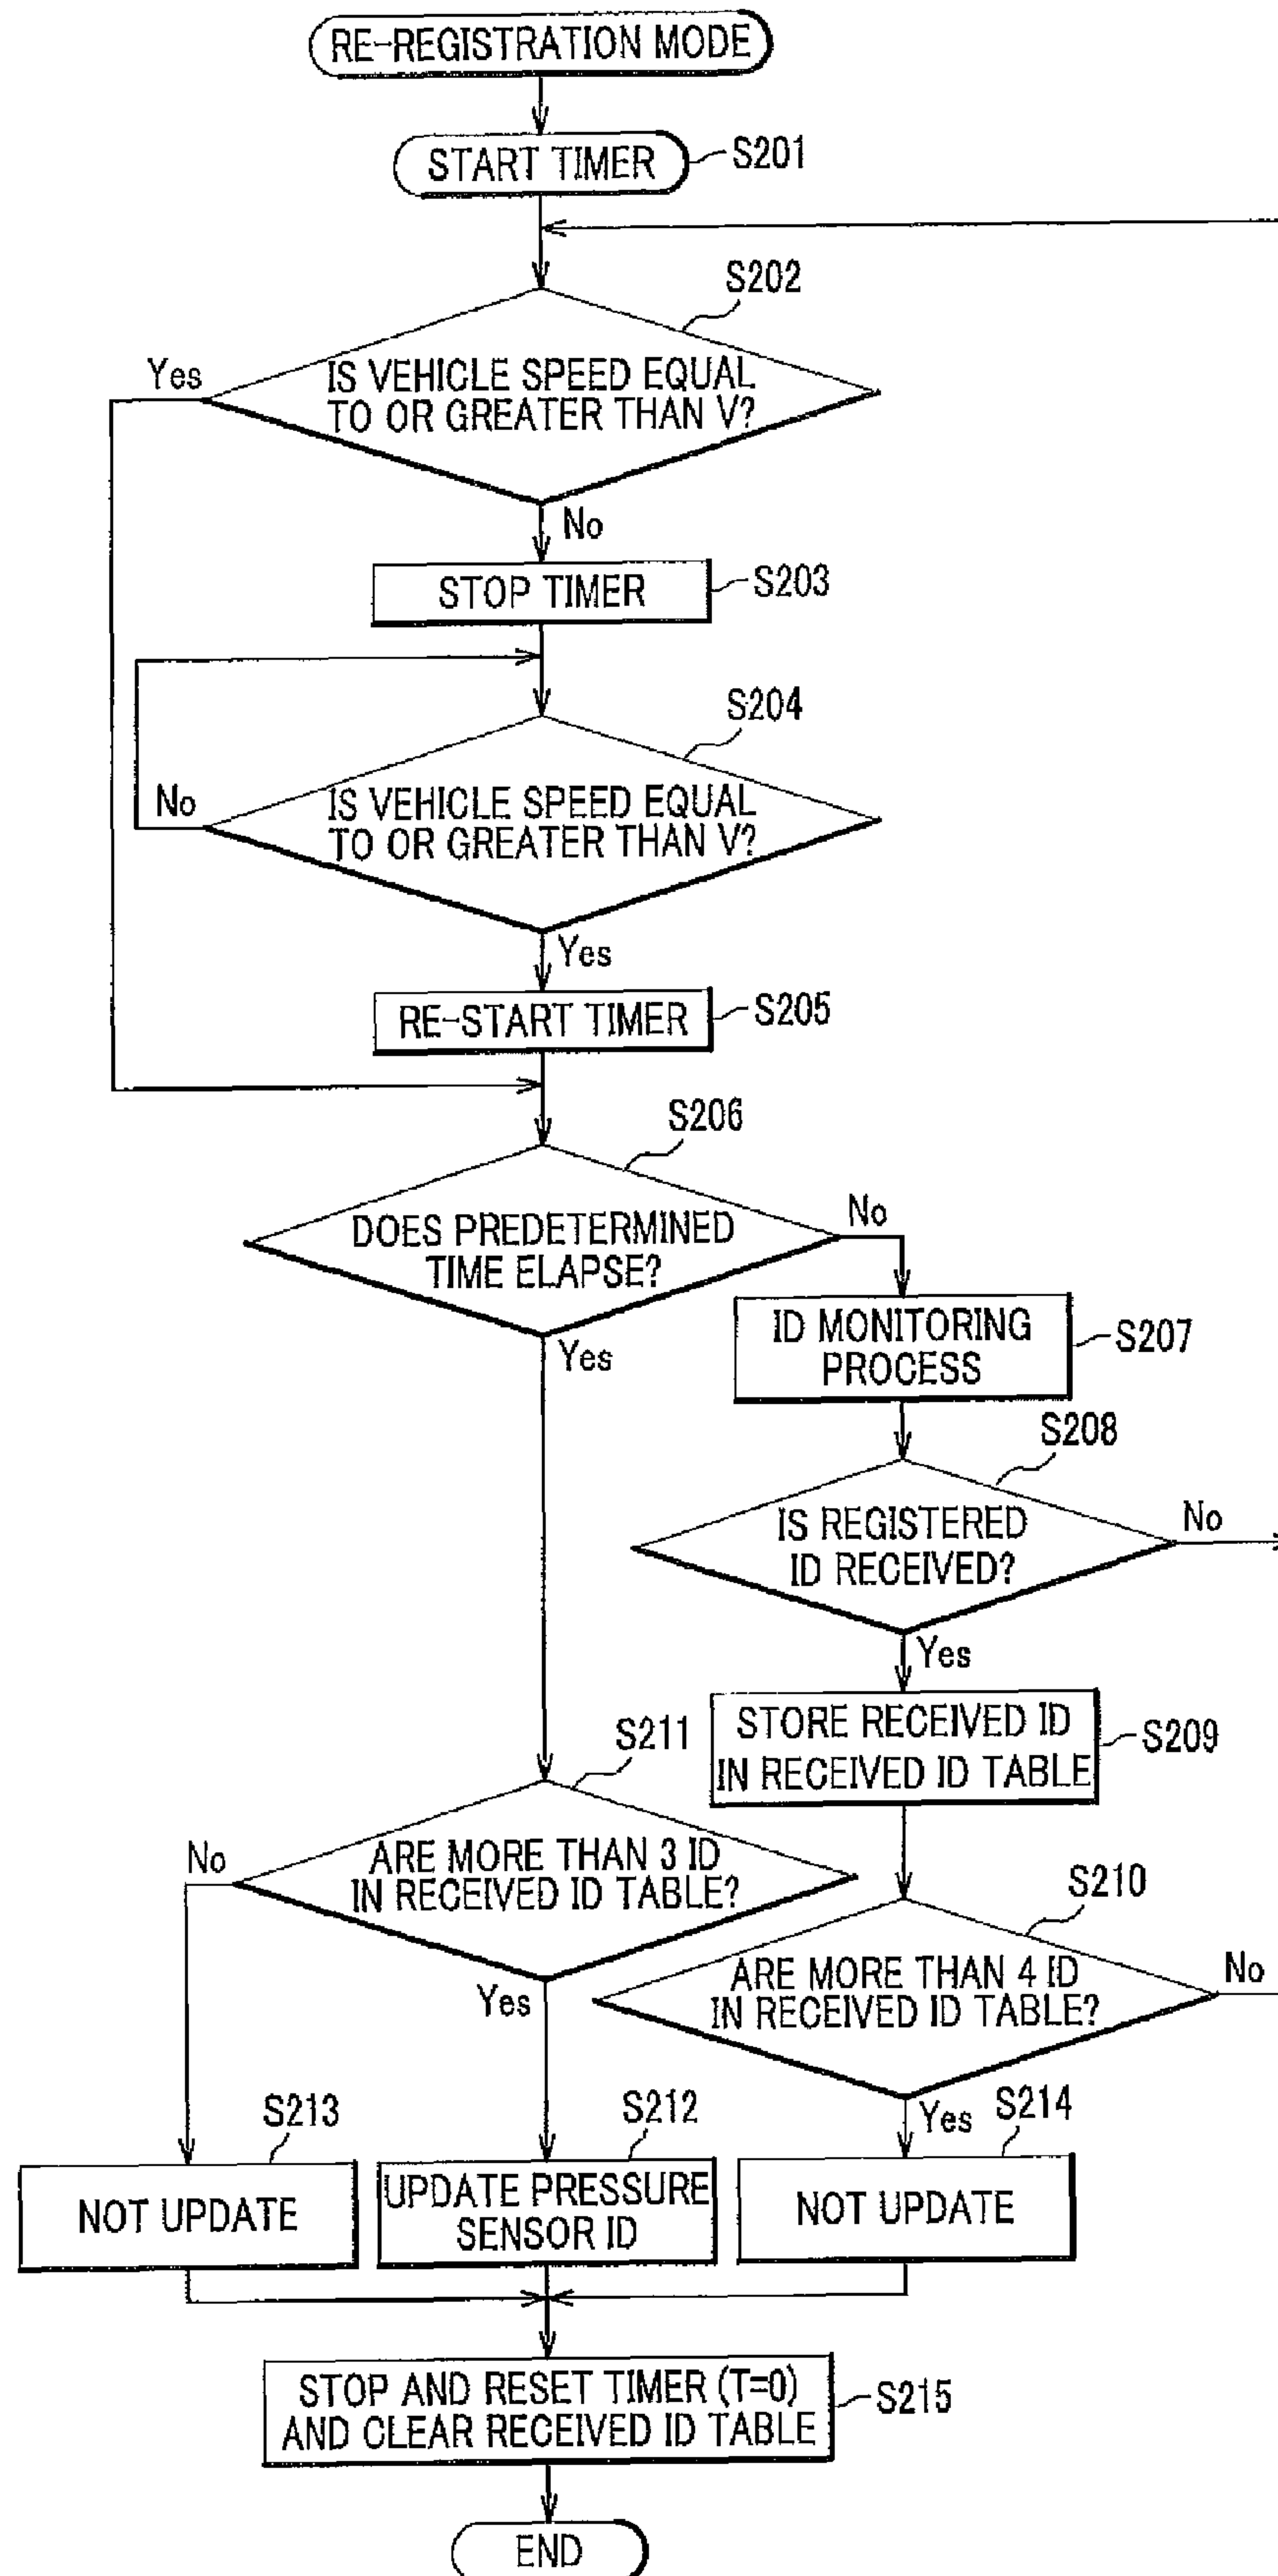 RE-REGISTRATION MODE
START TIMER
S201
S202
Yes
IS VEHICLE SPEED EQUAL
TO OR GREATER THAN V?
No
STOP TIMER
S203
S204
No
IS VEHICLE SPEED EQUAL
TO OR GREATER THAN V?
Yes
RE-START TIMER
S205
S206
DOES PREDETERMINED
TIME ELAPSE?
No
Yes
ID MONITORING
PROCESS
S207
S208
IS REGISTERED
ID RECEIVED?
No
Yes
STORE RECEIVED ID
IN RECEIVED ID TABLE
S209
S211
No
ARE MORE THAN 3 ID
IN RECEIVED ID TABLE?
Yes
S210
ARE MORE THAN 4 ID
IN RECEIVED ID TABLE?
No
Yes
S213
NOT UPDATE
S212
UPDATE PRESSURE
SENSOR ID
S214
NOT UPDATE
STOP AND RESET TIMER (T=0)
AND CLEAR RECEIVED ID TABLE
S215
END